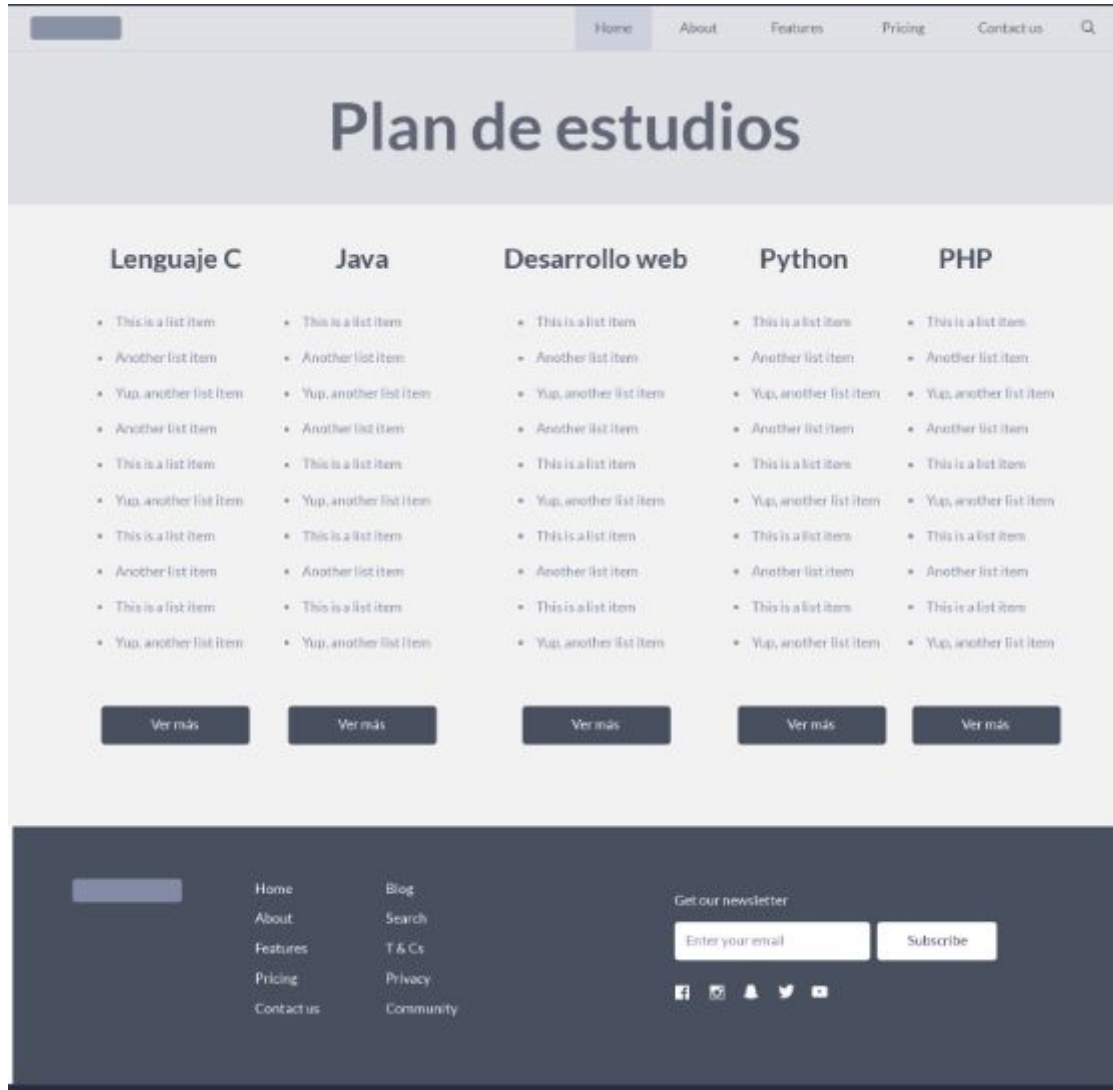 Home About Features Pricing Contact us
Plan de estudios
Lenguaje C
This is a list item
Another list item
Yup, another list item
Another list item
This is a list item
Yup, another list item
This is a list item
Another list item
This is a list item
Yup, another list item
Ver más
Java
This is a list item
Another list item
Yup, another list item
Another list item
This is a list item
Yup, another list item
This is a list item
Another list item
This is a list item
Yup, another list item
Ver más
Desarrollo web
This is a list item
Another list item
Yup, another list item
Another list item
This is a list item
Yup, another list item
This is a list item
Another list item
This is a list item
Yup, another list item
Ver más
Python
This is a list item
Another list item
Yup, another list item
Another list item
This is a list item
Yup, another list item
This is a list item
Another list item
This is a list item
Yup, another list item
Ver más
PHP
This is a list item
Another list item
Yup, another list item
Another list item
This is a list item
Yup, another list item
This is a list item
Another list item
This is a list item
Yup, another list item
Ver más
Home
About
Features
Pricing
Contact us
Blog
Search
T & Cs
Privacy
Community
Get our newsletter
Enter your email
Subscribe